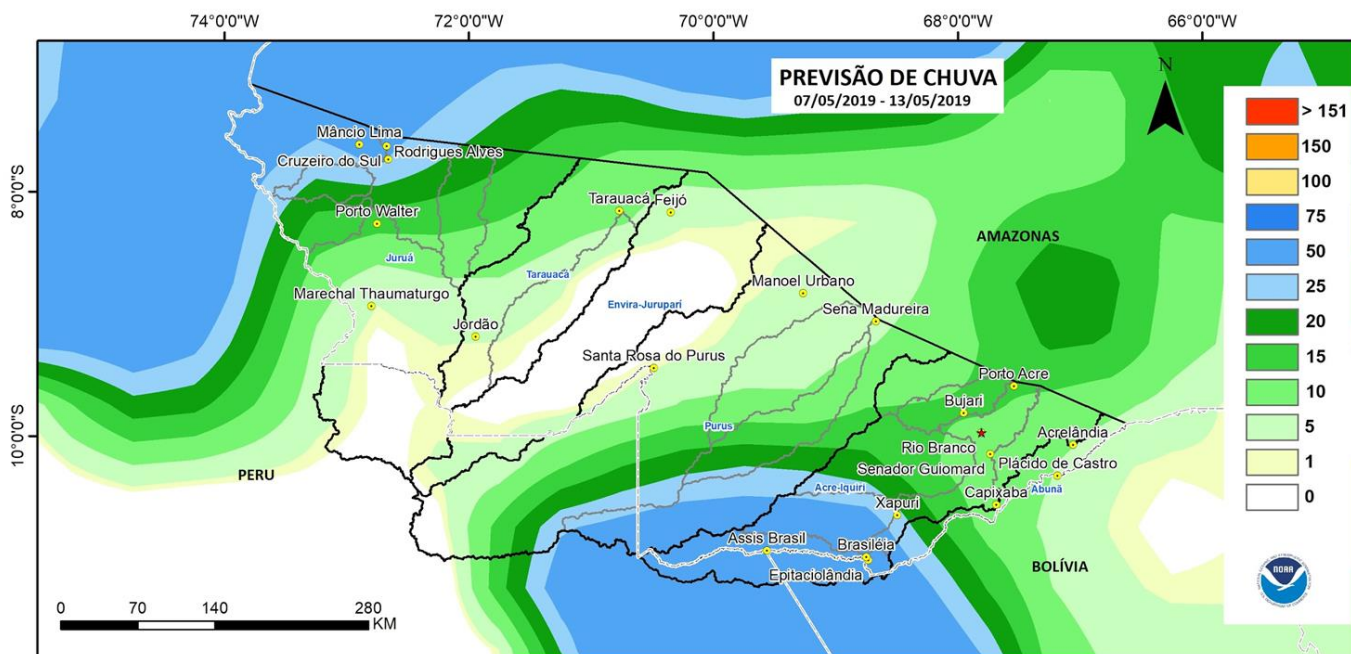 74°0'0"W 72°0'0"W 70°0'0"W 68°0'0"W 66°0'0"W
PREVISÃO DE CHUVA
07/05/2019 - 13/05/2019
N
> 151
150
100
75
50
25
20
15
10
5
1
0
8°0'0"S
10°0'0"S
Mâncio Lima
Rodrigues Alves
Cruzeiro do Sul
Porto Walter
Juruá
Marechal Thaumaturgo
Jordão
Tarauacá
Feijó
Tarauacá
Envira-Jurupari
AMAZONAS
Manoel Urbano
Sena Madureira
Santa Rosa do Purus
Purus
Porto Acre
Bujari
Rio Branco
Acrelândia
Senador Guiomard
Plácido de Castro
Abunã
Capixaba
Acre-Iquiri
Xapuri
Assis Brasil
Brasiléia
Epitaciolândia
PERU
BOLÍVIA
0 70 140 280
KM
NOAA